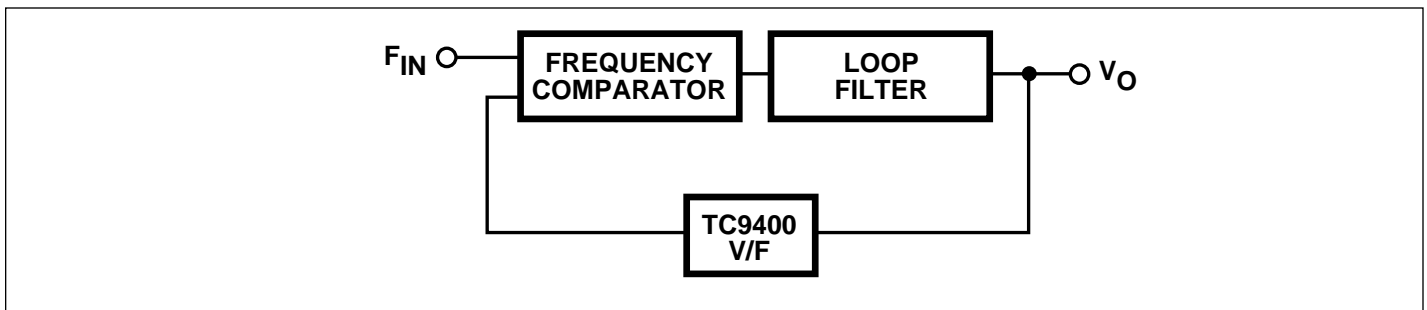 F_IN
FREQUENCY
COMPARATOR
LOOP
FILTER
V_O
TC9400
V/F